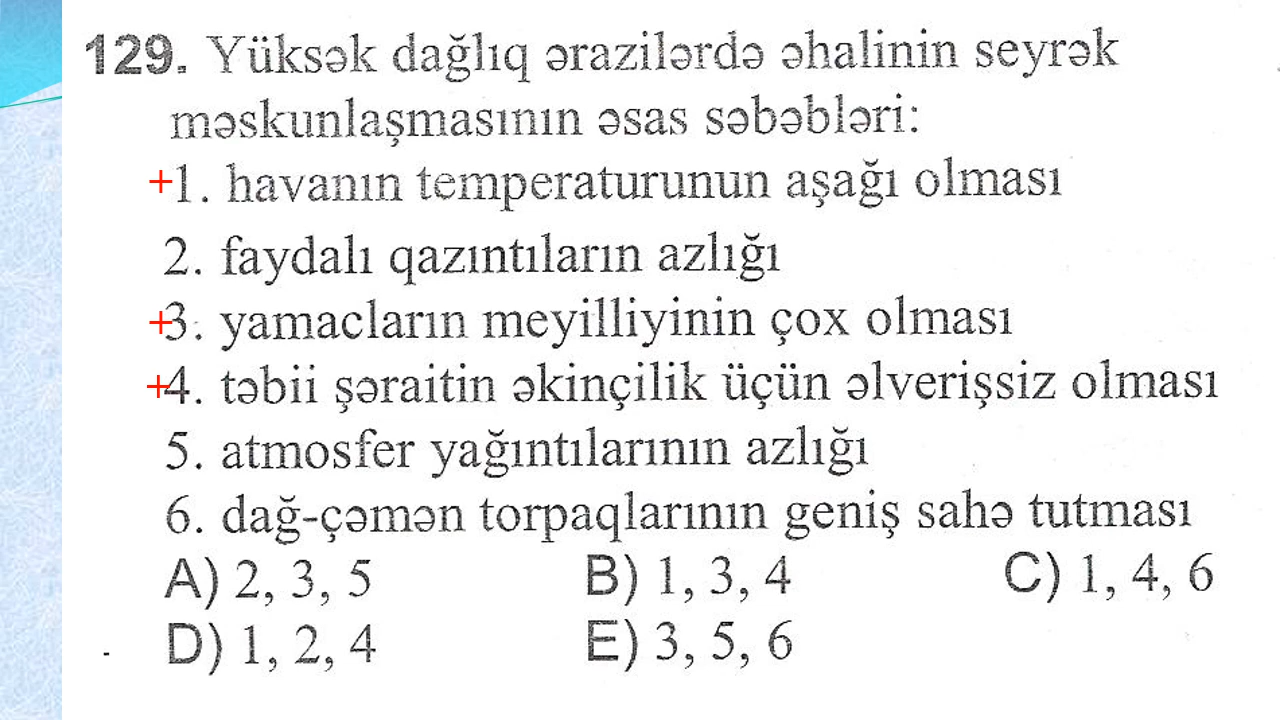 129. Yüksək dağlıq ərazilərdə əhalinin seyrək
məskunlaşmasının əsas səbəbləri:
+1. havanın temperaturunun aşağı olması
2. faydalı qazıntıların azlığı
+3. yamacların meyilliyinin çox olması
+4. təbii şəraitin əkinçilik üçün əlverişsiz olması
5. atmosfer yağıntılarının azlığı
6. dağ-çəmən torpaqlarının geniş sahə tutması
A) 2, 3, 5 B) 1, 3, 4 C) 1, 4, 6
D) 1, 2, 4 E) 3, 5, 6